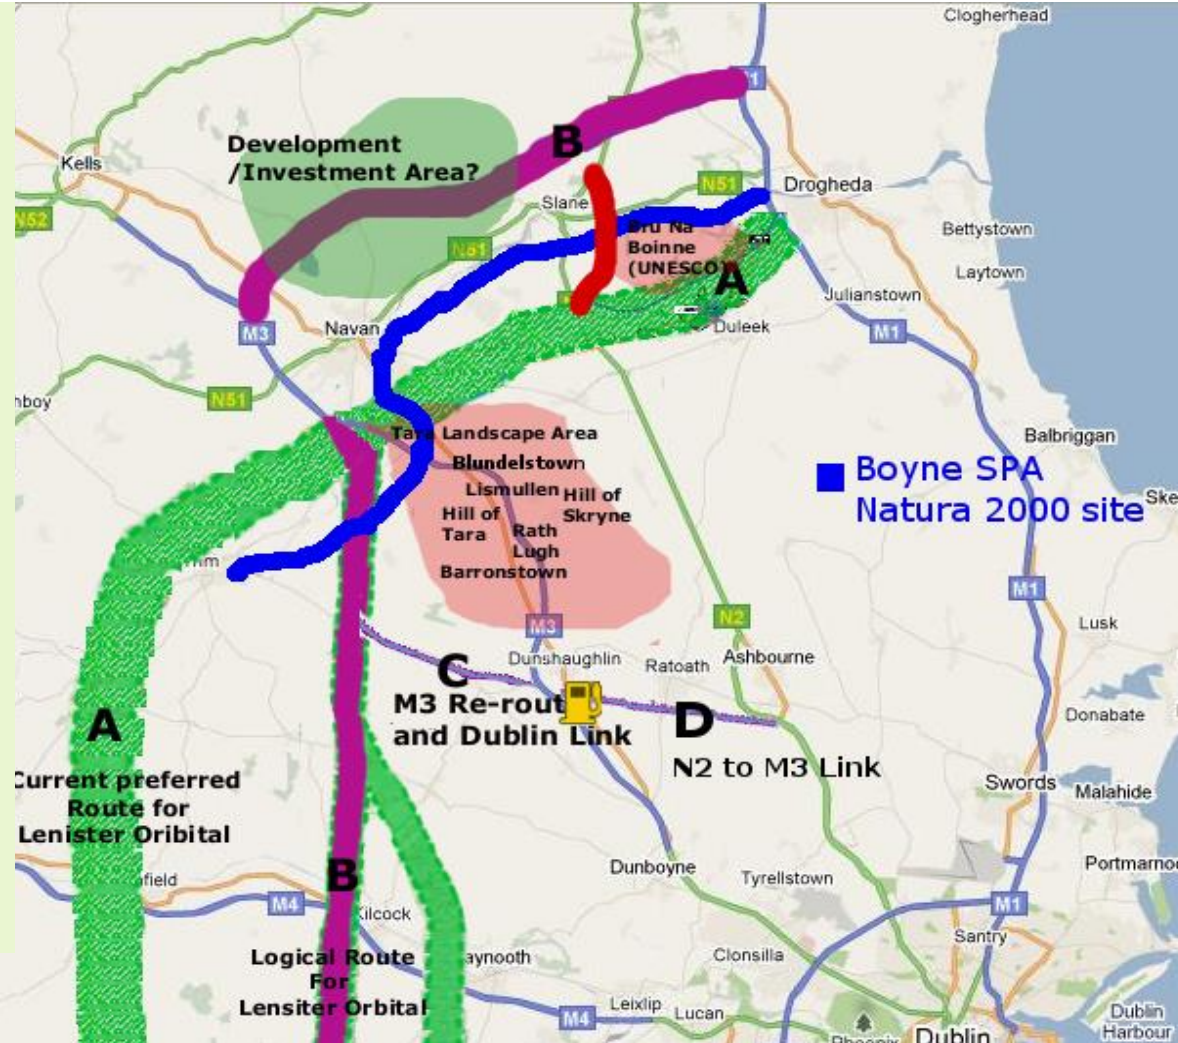 Clogherhead
B
Development
/Investment Area?
Kells
N51
Drogheda
Slane
N52
Bru Na
Boinne
(UNESCO)
Bettystown
N51
A
Laytown
Julianstown
Navan
M3
Duleek
M1
N51
Balbriggan
Tara Landscape Area
Blundelstown
Lismullen
Hill of
Skryne
Hill of
Tara
Rath
Lugh
Barronstown
Boyne SPA
Natura 2000 site
M1
N2
M3
Lusk
Dunshaughlin
Ratoath
Ashbourne
C
M3 Re-rout
and Dublin Link
D
N2 to M3 Link
Donabate
A
Current preferred
Route for
Lenister Oribital
Swords
Malahide
Dunboyne
Tyrellstown
Portmarno
B
M4
Kilcock
M1
Santry
Logical Route
For
Lensiter Orbital
aynooth
Clonsilla
Leixlip
Lucan
M4
Dublin
Harbour
Dublin